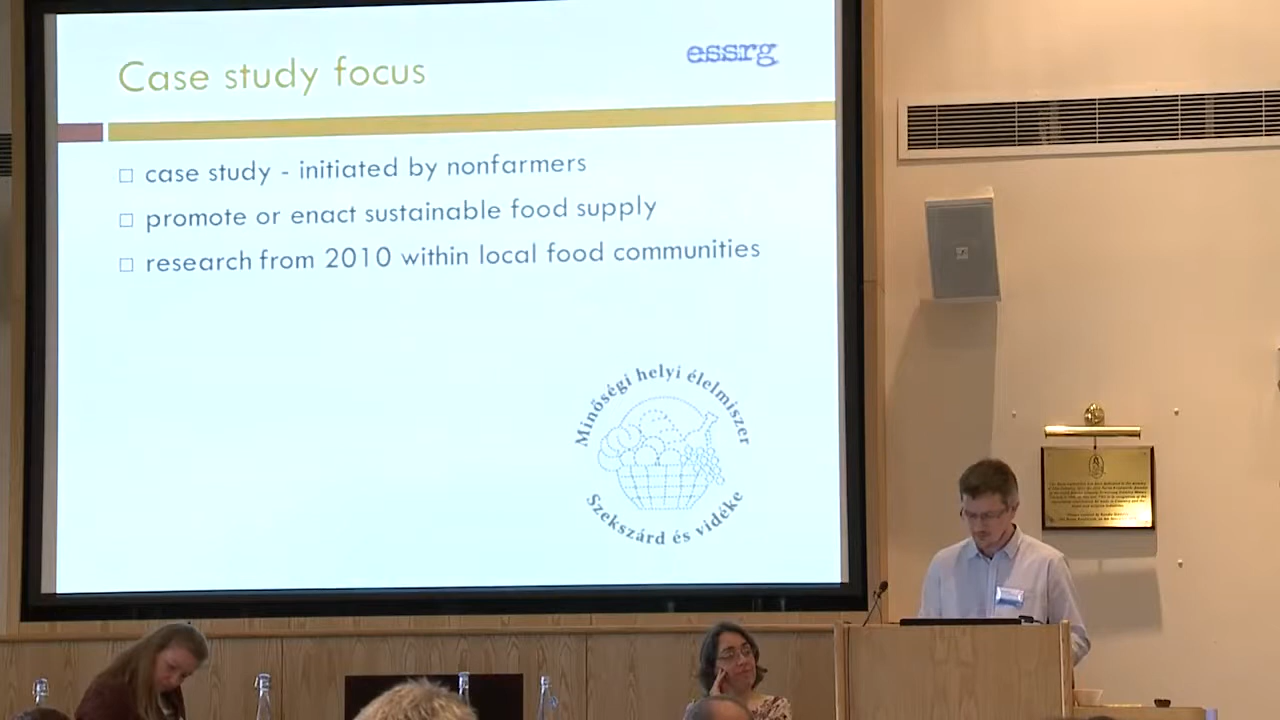 Case study focus
essrg
case study - initiated by nonfarmers
promote or enact sustainable food supply
research from 2010 within local food communities
Minőségi helyi élelmiszer
Szekszárd és vidéke